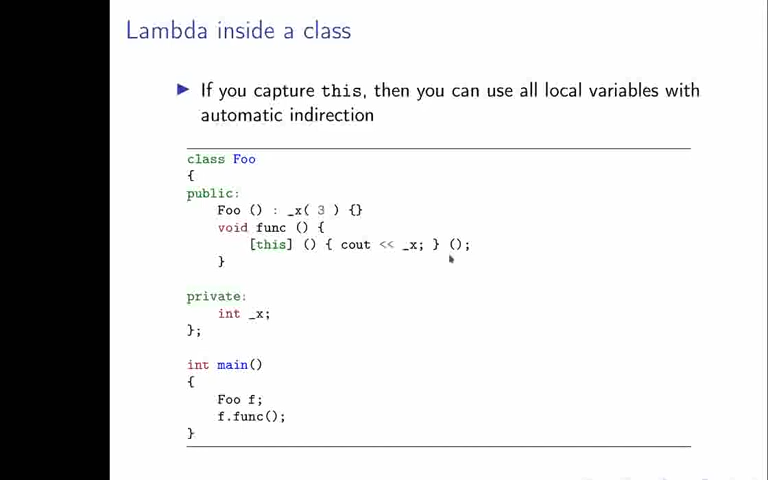 Lambda inside a class
If you capture this, then you can use all local variables with
automatic indirection
class Foo
{
public:
Foo () : _x( 3 ) {}
void func () {
[this] () { cout << _x; } ();
}
private:
int _x;
};
int main()
{
Foo f;
f.func();
}